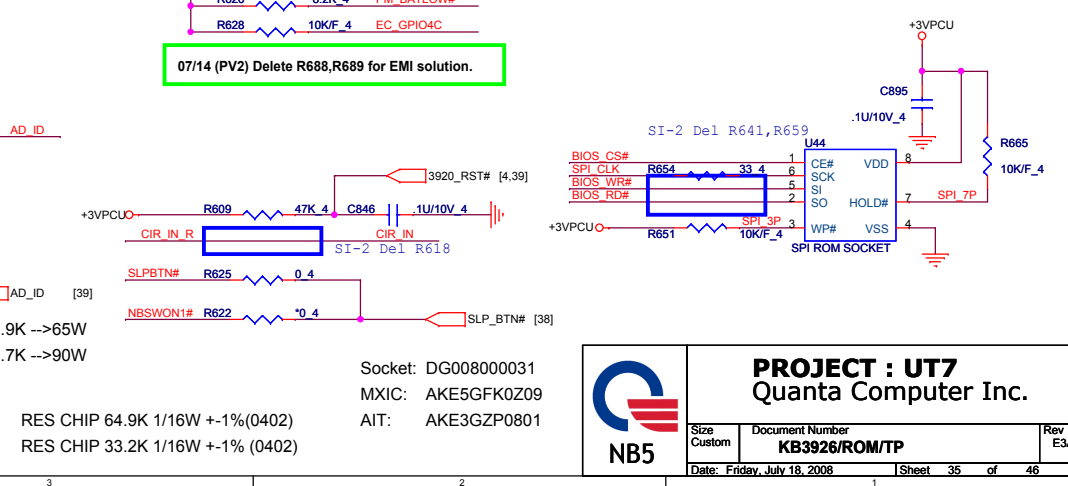 R628 10K/F_4 EC_GPIO4C
07/14 (PV2) Delete R688,R689 for EMI solution.
+3VPCU
C895
.1U/10V_4
AD_ID
SI-2 Del R641,R659
U44
R665
10K/F_4
BIOS_CS# 1 CE# VDD 8
SPI_CLK R654 33_4 6 SCK
BIOS_WR# 5 SI
BIOS_RD# 2 SO HOLD# 7 SPI_7P
3920_RST# [4,39]
+3VPCU R609 47K_4 C846 .1U/10V_4
+3VPCU R651 10K/F_4 SPI_3P 3 WP# VSS 4
SPI ROM SOCKET
CIR_IN_R CIR_IN
SI-2 Del R618
SLPBTN# R625 0_4
AD_ID [39]
NBSWON1# R622 *0_4
SLP_BTN# [38]
.9K -->65W
.7K -->90W
Socket: DG008000031
MXIC: AKE5GFK0Z09
AIT: AKE3GZP0801
RES CHIP 64.9K 1/16W +-1%(0402)
RES CHIP 33.2K 1/16W +-1% (0402)
NB5
PROJECT : UT7
Quanta Computer Inc.
Size
Custom
Document Number
KB3926/ROM/TP
Rev
Date: Friday, July 18, 2008 Sheet 35 of 46
3 2 1